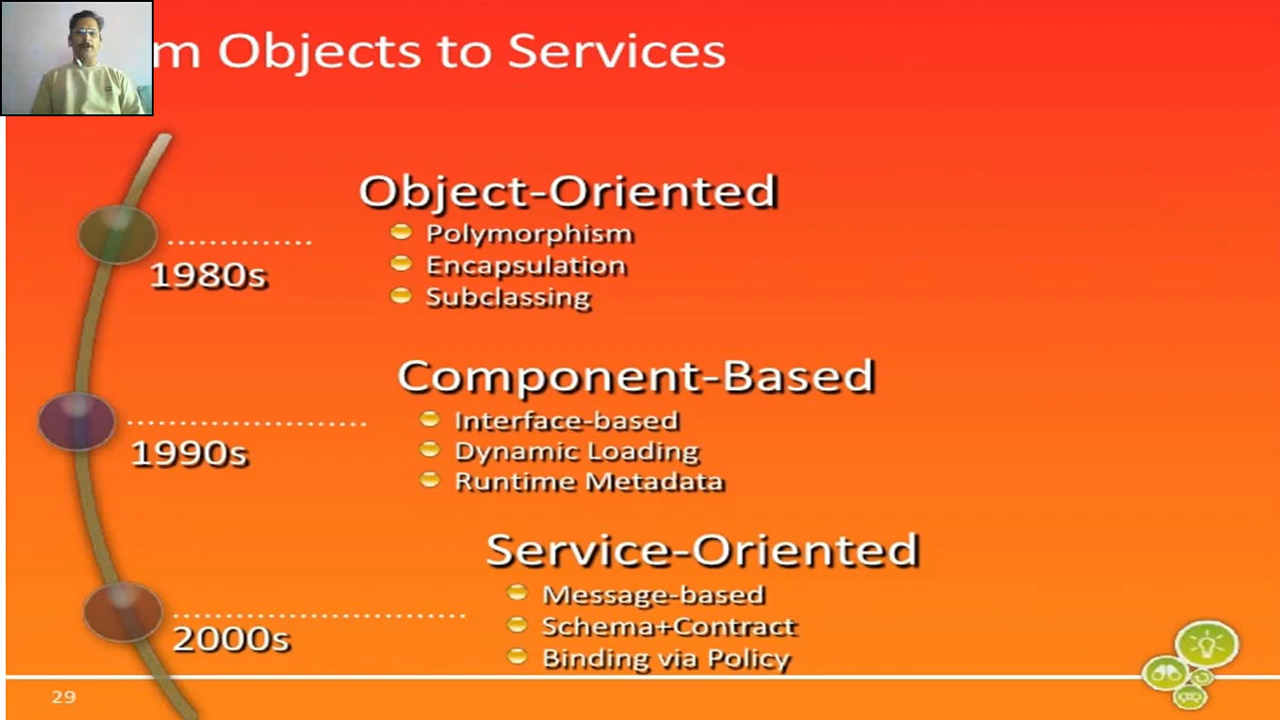 m Objects to Services
Object-Oriented
Polymorphism
Encapsulation
Subclassing
1980s
Component-Based
Interface-based
Dynamic Loading
Runtime Metadata
1990s
Service-Oriented
Message-based
Schema+Contract
Binding via Policy
2000s
29